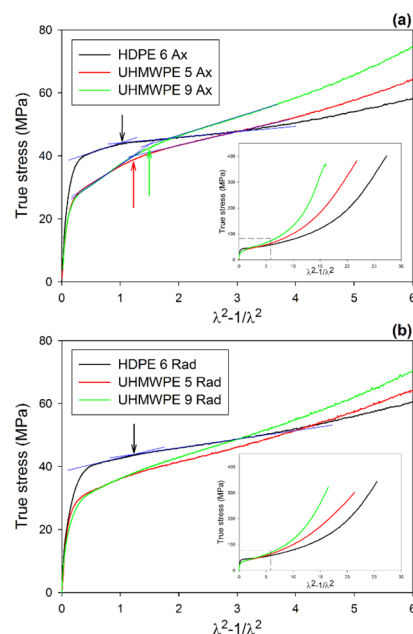 (a)
80
60
40
20
0
True stress (MPa)
HDPE 6 Ax
UHMWPE 5 Ax
UHMWPE 9 Ax
400
300
200
100
0
True stress (MPa)
0 5 10 15 20 25 30
λ²-1/λ²
0 1 2 3 4 5 6
λ²-1/λ²
(b)
80
60
40
20
0
True stress (MPa)
HDPE 6 Rad
UHMWPE 5 Rad
UHMWPE 9 Rad
400
300
200
100
0
True stress (MPa)
0 5 10 15 20 25 30
λ²-1/λ²
0 1 2 3 4 5 6
λ²-1/λ²